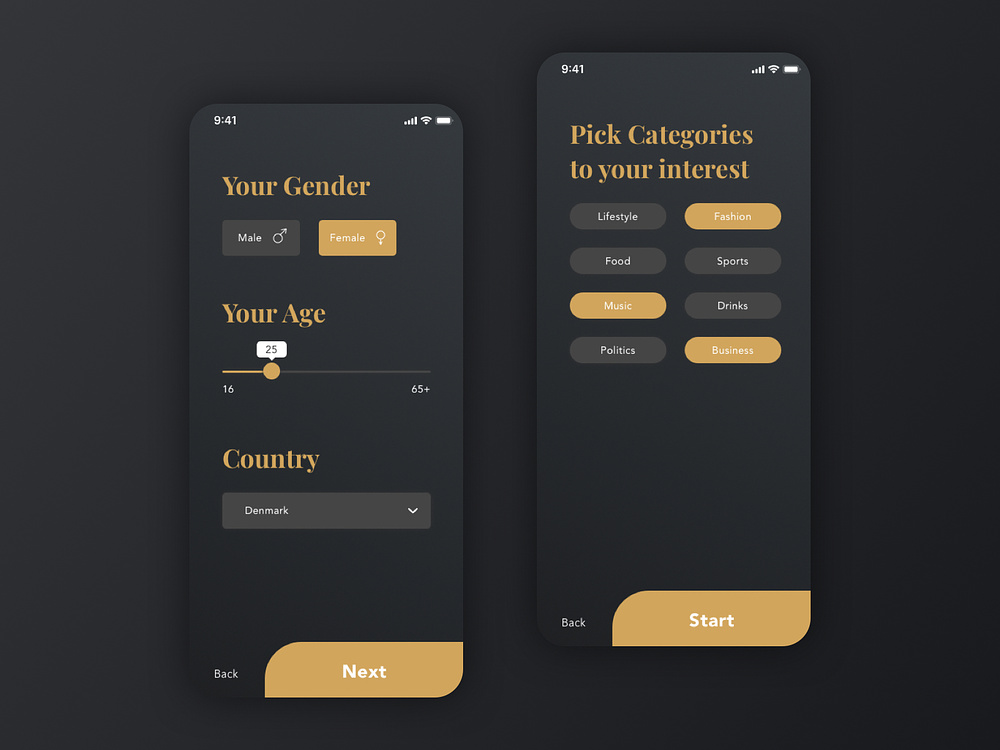 9:41
Your Gender
Male
Female
Your Age
25
16
65+
Country
Denmark
Back
Next
9:41
Pick Categories
to your interest
Lifestyle
Fashion
Food
Sports
Music
Drinks
Politics
Business
Back
Start